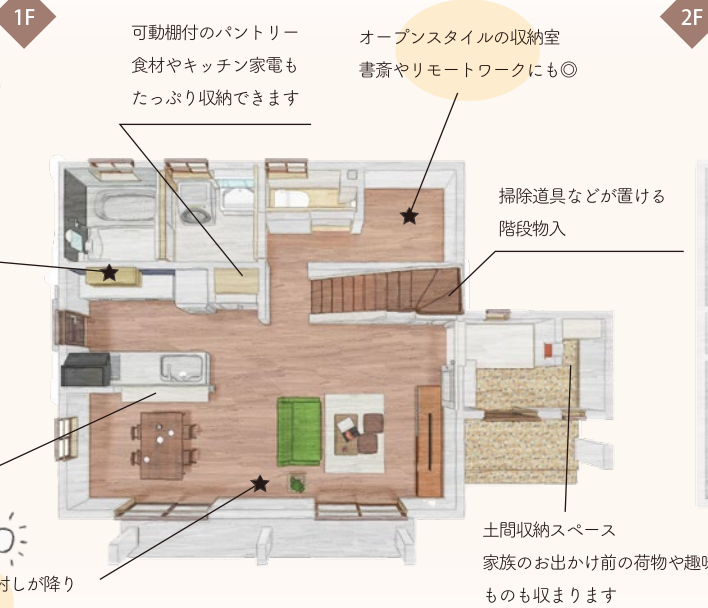 1F
2F
可動棚付のパントリー
食材やキッチン家電も
たっぷり収納できます
オープンスタイルの収納室
書斎やリモートワークにも◎
掃除道具などが置ける
階段物入
土間収納スペース
家族のお出かけ前の荷物や趣味
ものも収まります
射しが降り